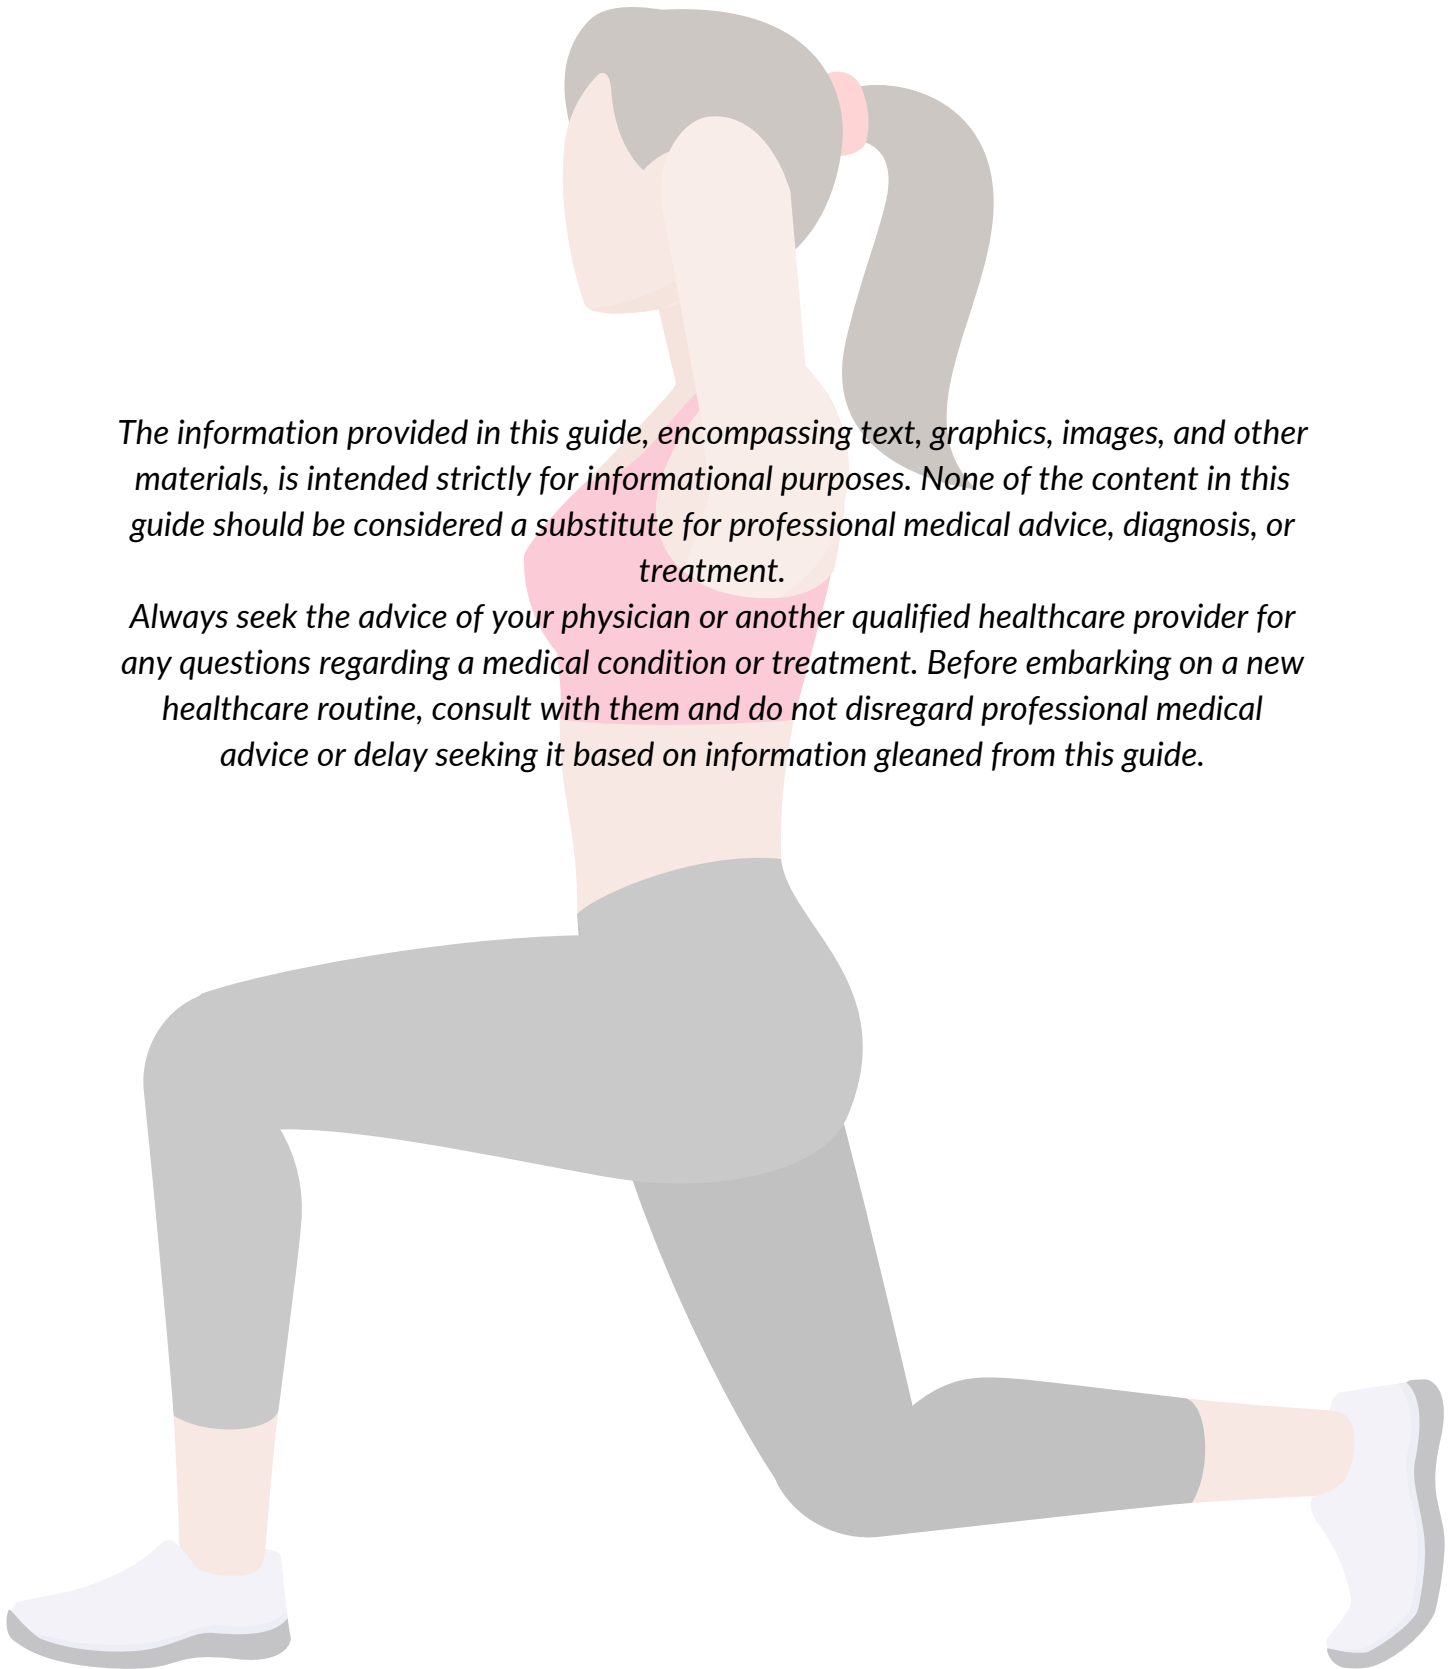 The information provided in this guide, encompassing text, graphics, images, and other
materials, is intended strictly for informational purposes. None of the content in this
guide should be considered a substitute for professional medical advice, diagnosis, or
treatment.
Always seek the advice of your physician or another qualified healthcare provider for
any questions regarding a medical condition or treatment. Before embarking on a new
healthcare routine, consult with them and do not disregard professional medical
advice or delay seeking it based on information gleaned from this guide.